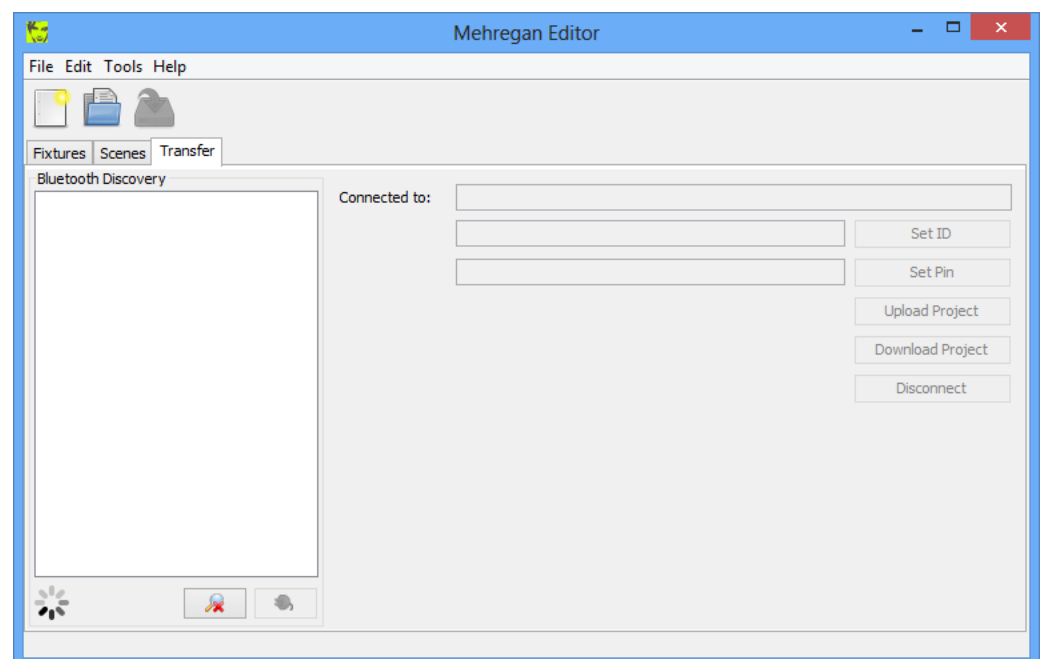 Mehregan Editor
File Edit Tools Help
Fixtures Scenes Transfer
Bluetooth Discovery
Connected to:
Set ID
Set Pin
Upload Project
Download Project
Disconnect